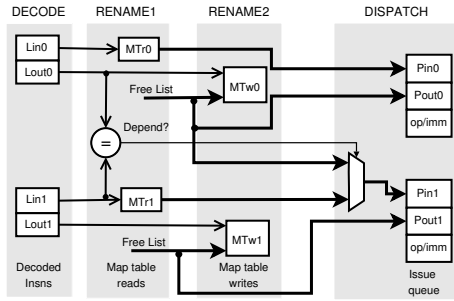 DECODE RENAME1 RENAME2 DISPATCH
Lin0 MTr0
Lout0 MTw0 Pin0
Free List Pout0
Depend? op/imm
=
Lin1 MTr1 Pin1
Lout1 MTw1 Pout1
Free List op/imm
Decoded Map table Map table Issue
Insns reads writes queue